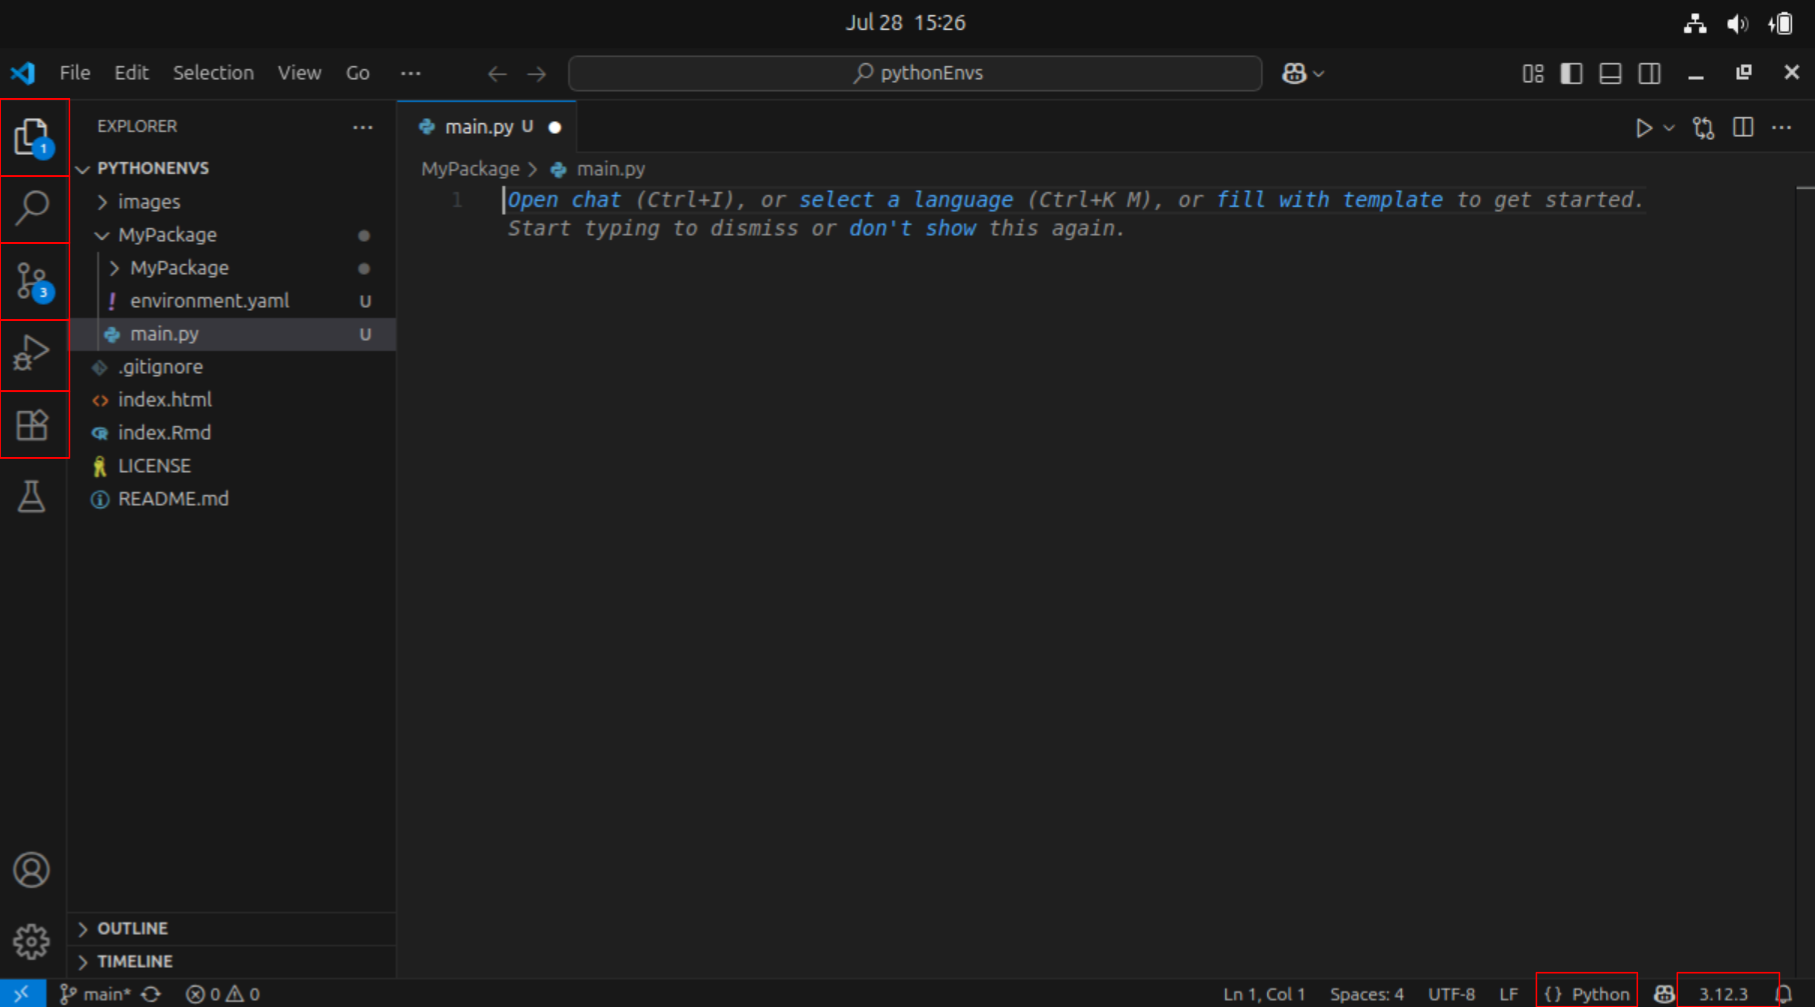 Jul 28 15:26
File Edit Selection View Go ··· pythonEnvs
EXPLORER ···
PYTHONENVS
images
MyPackage
MyPackage
environment.yaml U
main.py U
.gitignore
index.html
index.Rmd
LICENSE
README.md
OUTLINE
TIMELINE
1
3
main.py U
MyPackage > main.py
1 Open chat (Ctrl+I), or select a language (Ctrl+K M), or fill with template to get started.
Start typing to dismiss or don't show this again.
main* 0 0 Ln 1, Col 1 Spaces: 4 UTF-8 LF {} Python 3.12.3